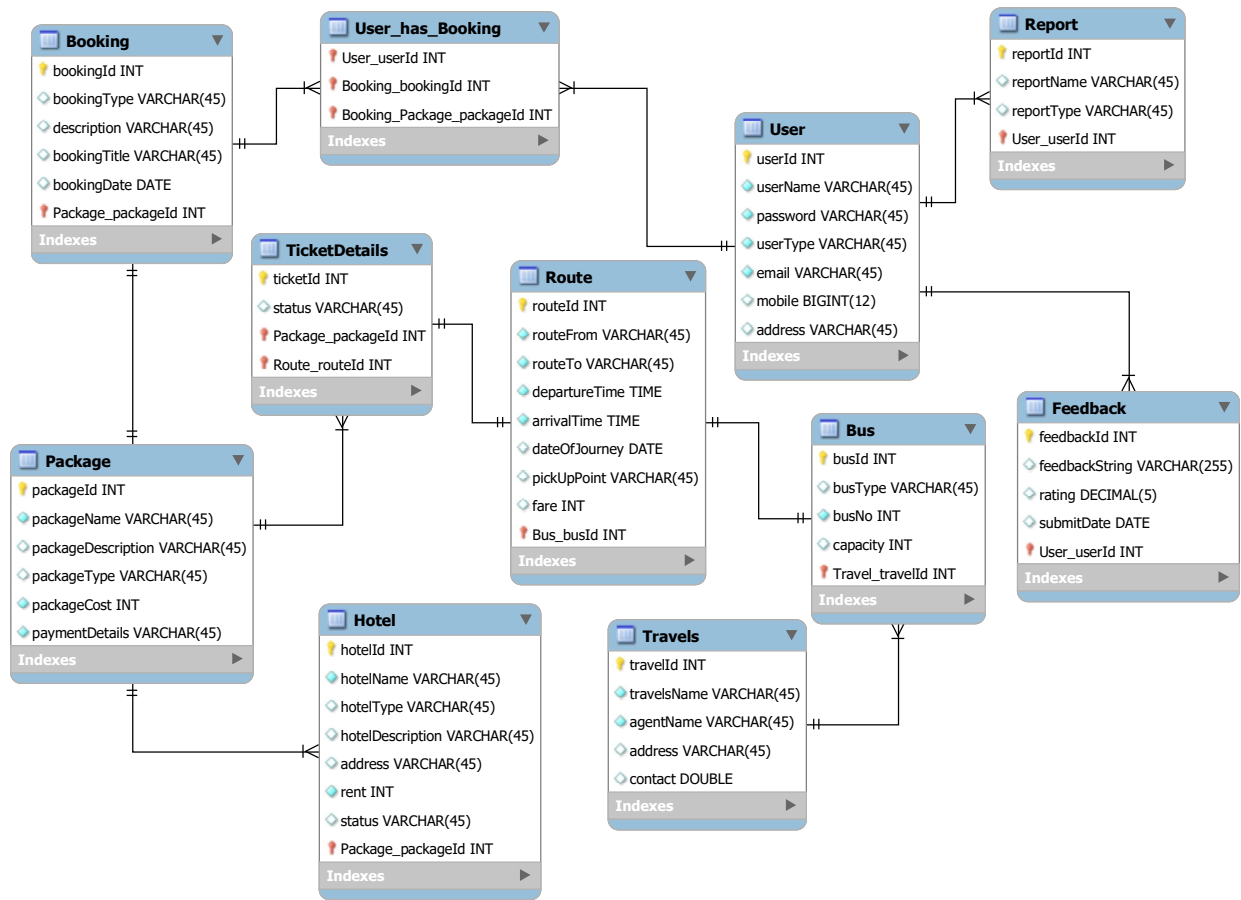 Booking
bookingId INT
bookingType VARCHAR(45)
description VARCHAR(45)
bookingTitle VARCHAR(45)
bookingDate DATE
Package_packageId INT
Indexes
User_has_Booking
User_userId INT
Booking_bookingId INT
Booking_Package_packageId INT
Indexes
Report
reportId INT
reportName VARCHAR(45)
reportType VARCHAR(45)
User_userId INT
Indexes
User
userId INT
userName VARCHAR(45)
password VARCHAR(45)
userType VARCHAR(45)
email VARCHAR(45)
mobile BIGINT(12)
address VARCHAR(45)
Indexes
TicketDetails
ticketId INT
status VARCHAR(45)
Package_packageId INT
Route_routeId INT
Indexes
Route
routeId INT
routeFrom VARCHAR(45)
routeTo VARCHAR(45)
departureTime TIME
arrivalTime TIME
dateOfJourney DATE
pickUpPoint VARCHAR(45)
fare INT
Bus_busId INT
Indexes
Feedback
feedbackId INT
feedbackString VARCHAR(255)
rating DECIMAL(5)
submitDate DATE
User_userId INT
Indexes
Bus
busId INT
busType VARCHAR(45)
busNo INT
capacity INT
Travel_travelId INT
Indexes
Package
packageId INT
packageName VARCHAR(45)
packageDescription VARCHAR(45)
packageType VARCHAR(45)
packageCost INT
paymentDetails VARCHAR(45)
Indexes
Hotel
hotelId INT
hotelName VARCHAR(45)
hotelType VARCHAR(45)
hotelDescription VARCHAR(45)
address VARCHAR(45)
rent INT
status VARCHAR(45)
Package_packageId INT
Indexes
Travels
travelId INT
travelsName VARCHAR(45)
agentName VARCHAR(45)
address VARCHAR(45)
contact DOUBLE
Indexes